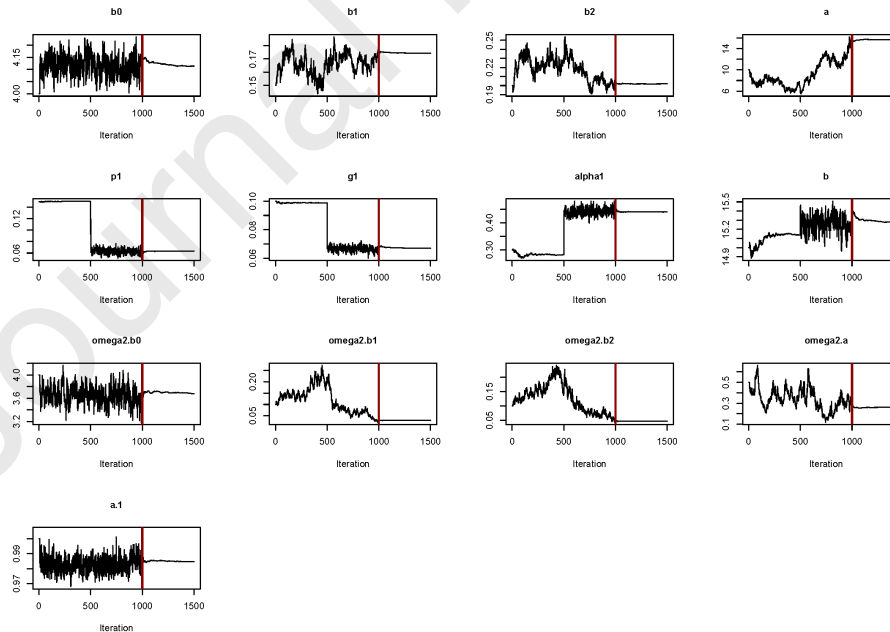 b0
b1
b2
a
4.00 4.15
0.15 0.17
0.19 0.22 0.25
6 10 14
0 500 1000 1500
0 500 1000 1500
0 500 1000 1500
0 500 1000 1500
Iteration
Iteration
Iteration
Iteration
p1
g1
alpha1
b
0.06 0.12
0.06 0.08 0.10
0.30 0.40
14.9 15.2 15.5
0 500 1000 1500
0 500 1000 1500
0 500 1000 1500
0 500 1000 1500
Iteration
Iteration
Iteration
Iteration
omega2.b0
omega2.b1
omega2.b2
omega2.a
3.2 3.6 4.0
0.05 0.20
0.05 0.15
0.1 0.3 0.5
0 500 1000 1500
0 500 1000 1500
0 500 1000 1500
0 500 1000 1500
Iteration
Iteration
Iteration
Iteration
a.1
0.97 0.99
0 500 1000 1500
Iteration
Journal